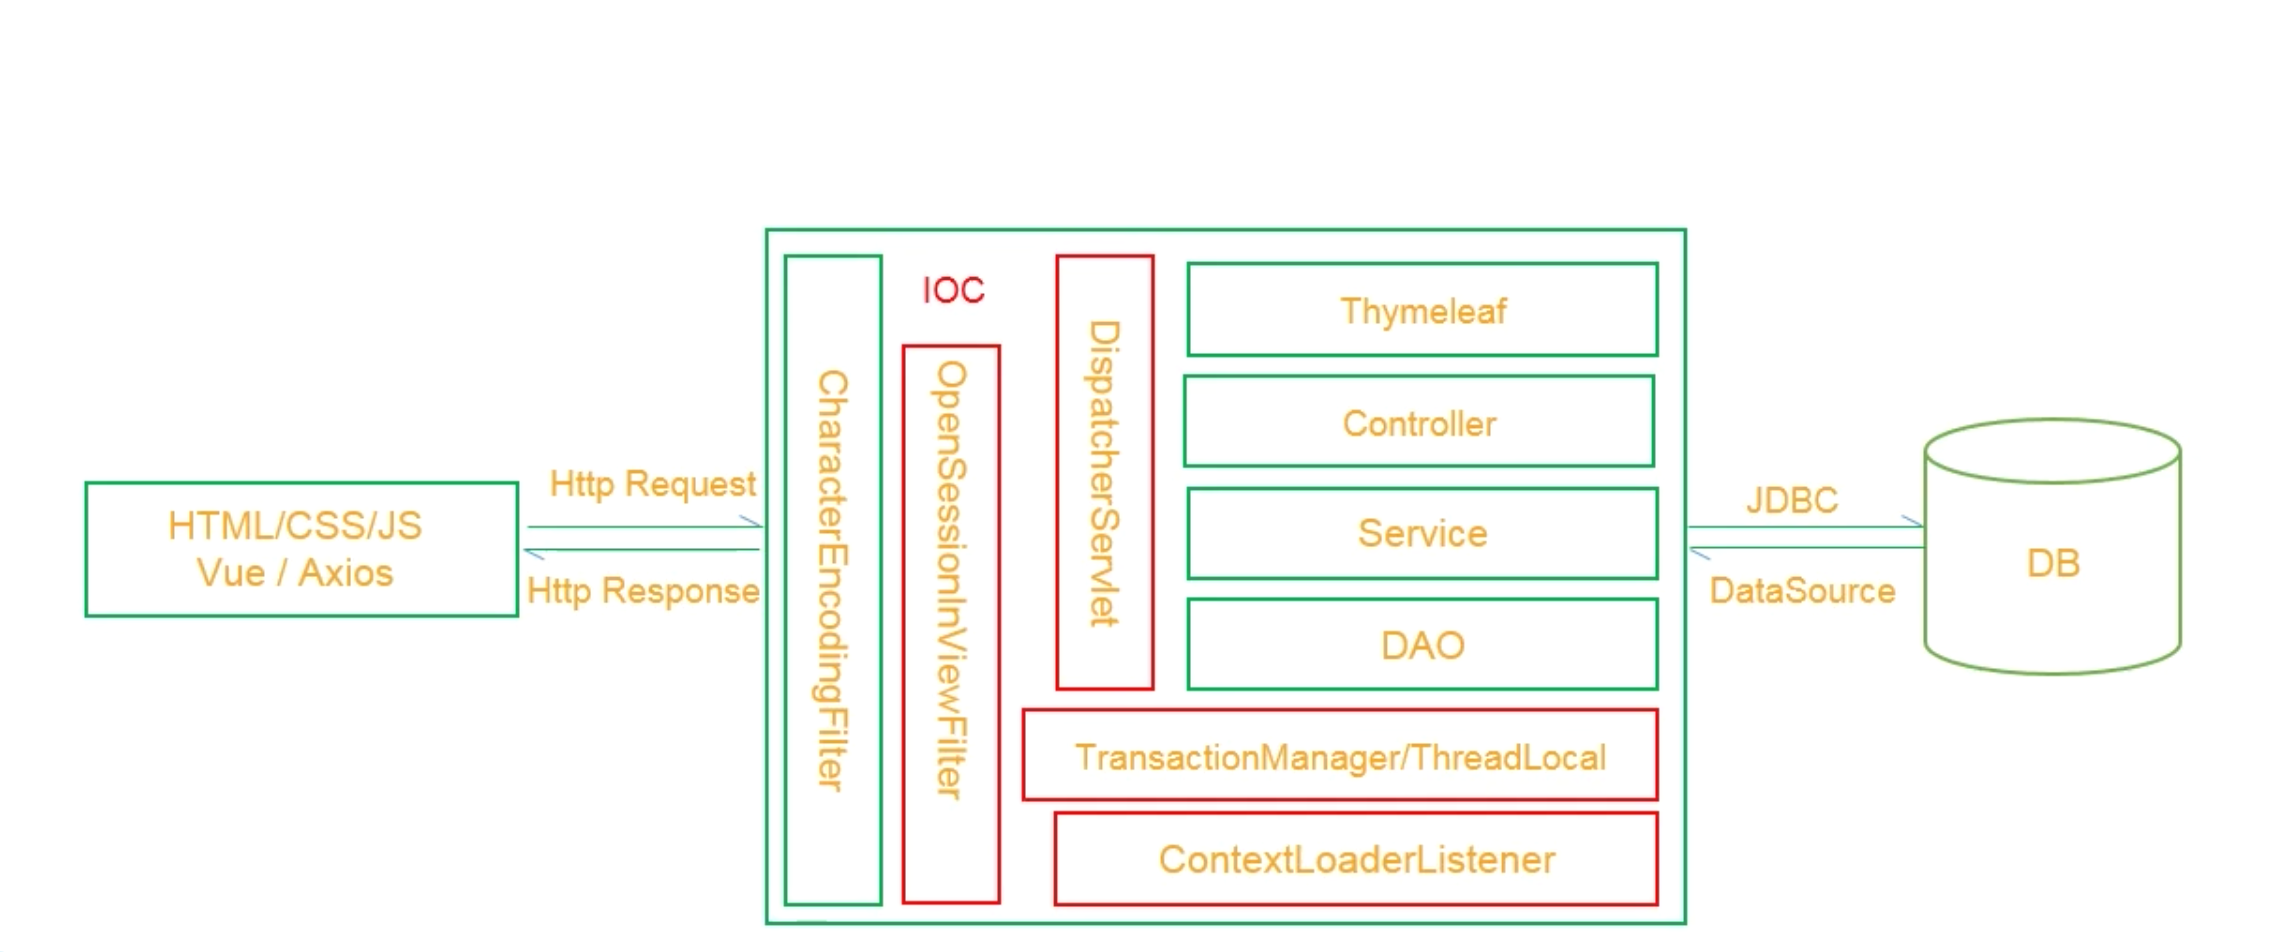 HTML/CSS/JS
Vue / Axios
Http Request
Http Response
CharacterEncodingFilter
IOC
OpenSessionInViewFilter
DispatcherServlet
Thymeleaf
Controller
Service
DAO
TransactionManager/ThreadLocal
ContextLoaderListener
JDBC
DataSource
DB